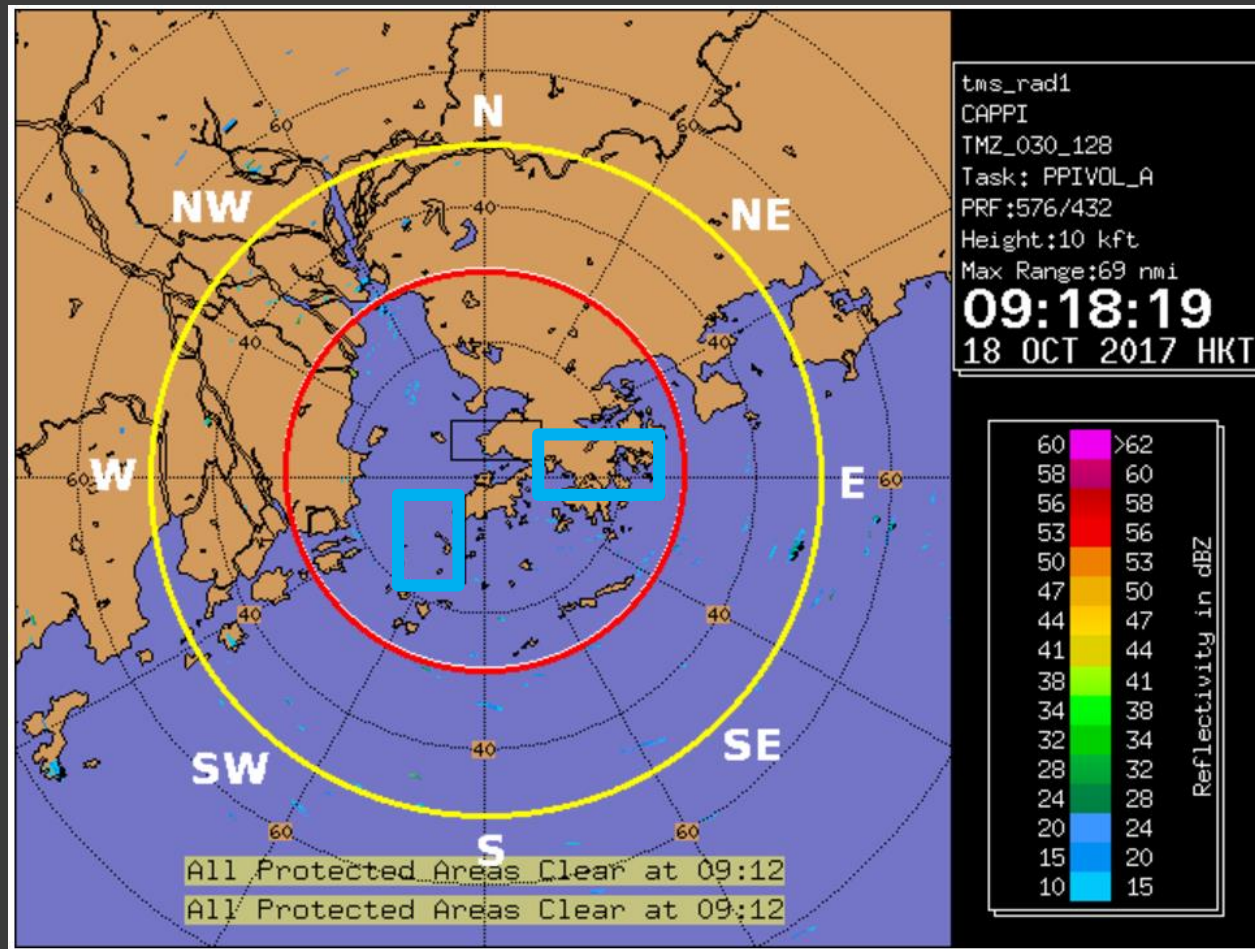 N
60
60
NW
40
NE
40
40
W
60
E
60
40
40
SW
40
SE
60
60
S
All Protected Areas Clear at 09:12
All Protected Areas Clear at 09:12
tms_rad1
CAPPI
TMZ_030_128
Task: PPIVOL_A
PRF:576/432
Height:10 kft
Max Range:69 nmi
09:18:19
18 OCT 2017 HKT
60 >62
58 60
56 58
53 56
50 53
47 50
44 47
41 44
38 41
34 38
32 34
28 32
24 28
20 24
15 20
10 15
Reflectivity in dBZ